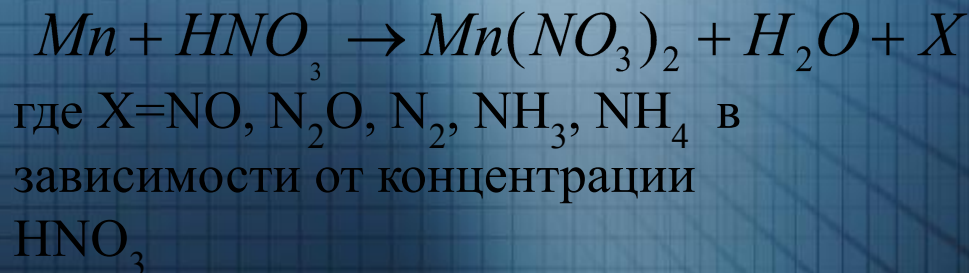 Mn + HNO₃ → Mn(NO₃)₂ + H₂O + X
где X=NO, N₂O, N₂, NH₃, NH₄ в
зависимости от концентрации
HNO₃